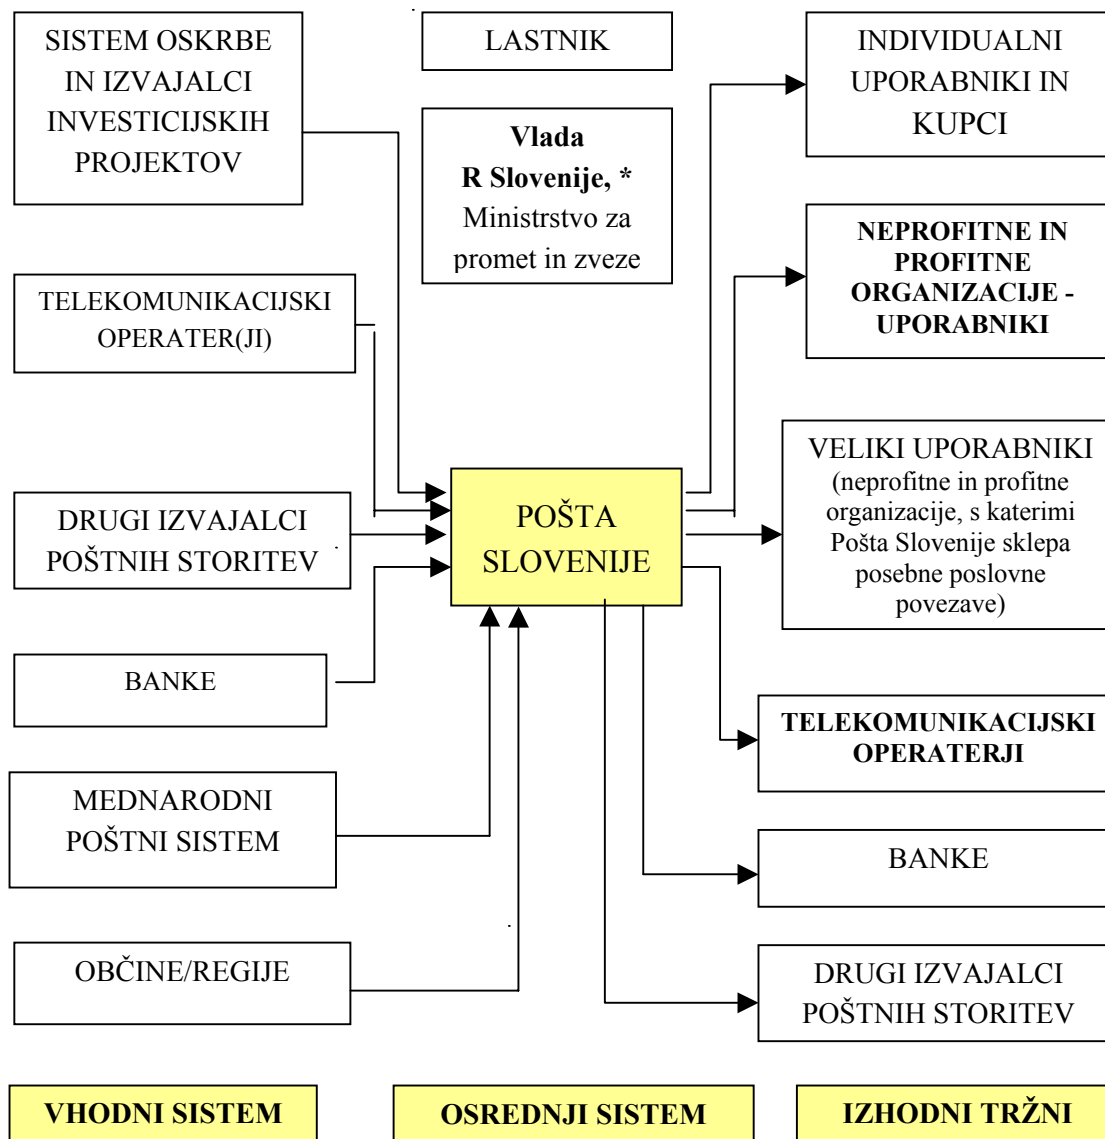 SISTEM OSKRBE
IN IZVAJALCI
INVESTICIJSKIH
PROJEKTOV
TELEKOMUNIKACIJSKI
OPERATER(JI)
DRUGI IZVAJALCI
POŠTNIH STORITEV
BANKE
MEDNARODNI
POŠTNI SISTEM
OBČINE/REGIJE
VHODNI SISTEM
LASTNIK
Vlada
R Slovenije, *
Ministrstvo za
promet in zveze
POŠTA
SLOVENIJE
OSREDNJI SISTEM
INDIVIDUALNI
UPORABNIKI IN
KUPCI
NEPROFITNE IN
PROFITNE
ORGANIZACIJE -
UPORABNIKI
VELIKI UPORABNIKI
(neprofitne in profitne
organizacije, s katerimi
Pošta Slovenije sklepa
posebne poslovne
povezave)
TELEKOMUNIKACIJSKI
OPERATERJI
BANKE
DRUGI IZVAJALCI
POŠTNIH STORITEV
IZHODNI TRŽNI